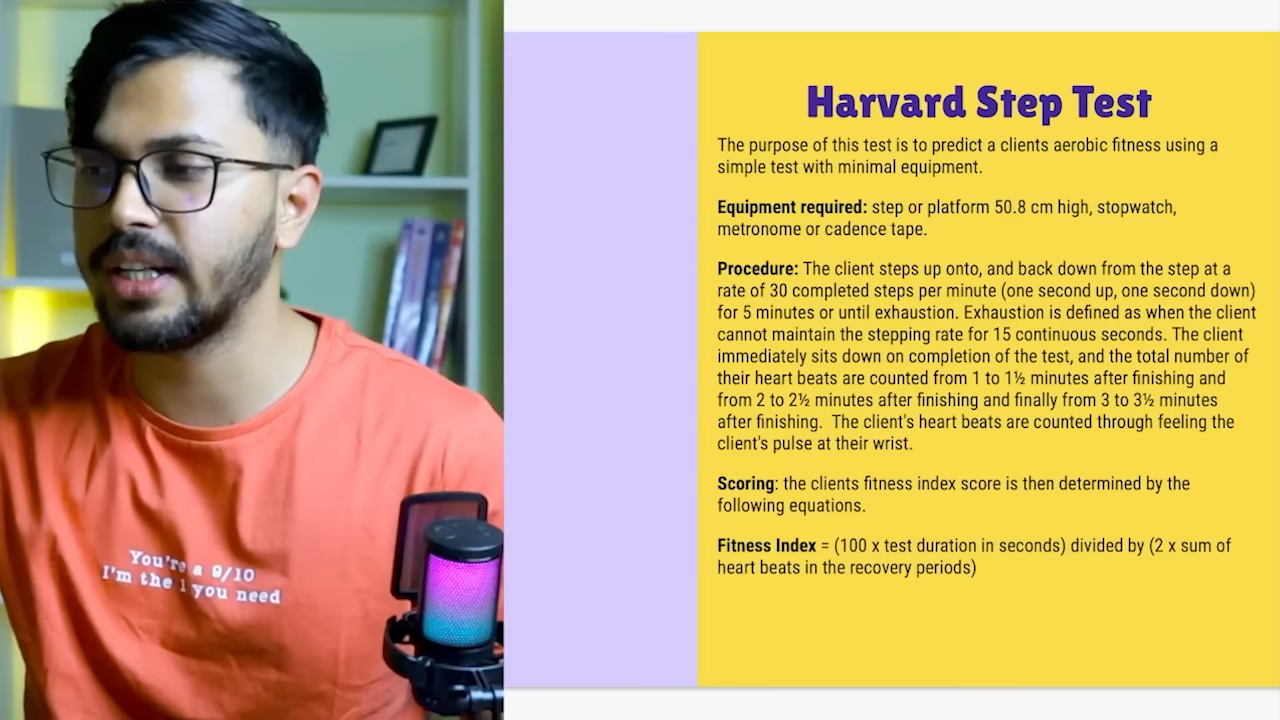 You're a 9/10
I'm the 1 you need
Harvard Step Test
The purpose of this test is to predict a clients aerobic fitness using a
simple test with minimal equipment.
Equipment required: step or platform 50.8 cm high, stopwatch,
metronome or cadence tape.
Procedure: The client steps up onto, and back down from the step at a
rate of 30 completed steps per minute (one second up, one second down)
for 5 minutes or until exhaustion. Exhaustion is defined as when the client
cannot maintain the stepping rate for 15 continuous seconds. The client
immediately sits down on completion of the test, and the total number of
their heart beats are counted from 1 to 1½ minutes after finishing and
from 2 to 2½ minutes after finishing and finally from 3 to 3½ minutes
after finishing.  The client's heart beats are counted through feeling the
client's pulse at their wrist.
Scoring: the clients fitness index score is then determined by the
following equations.
Fitness Index = (100 x test duration in seconds) divided by (2 x sum of
heart beats in the recovery periods)